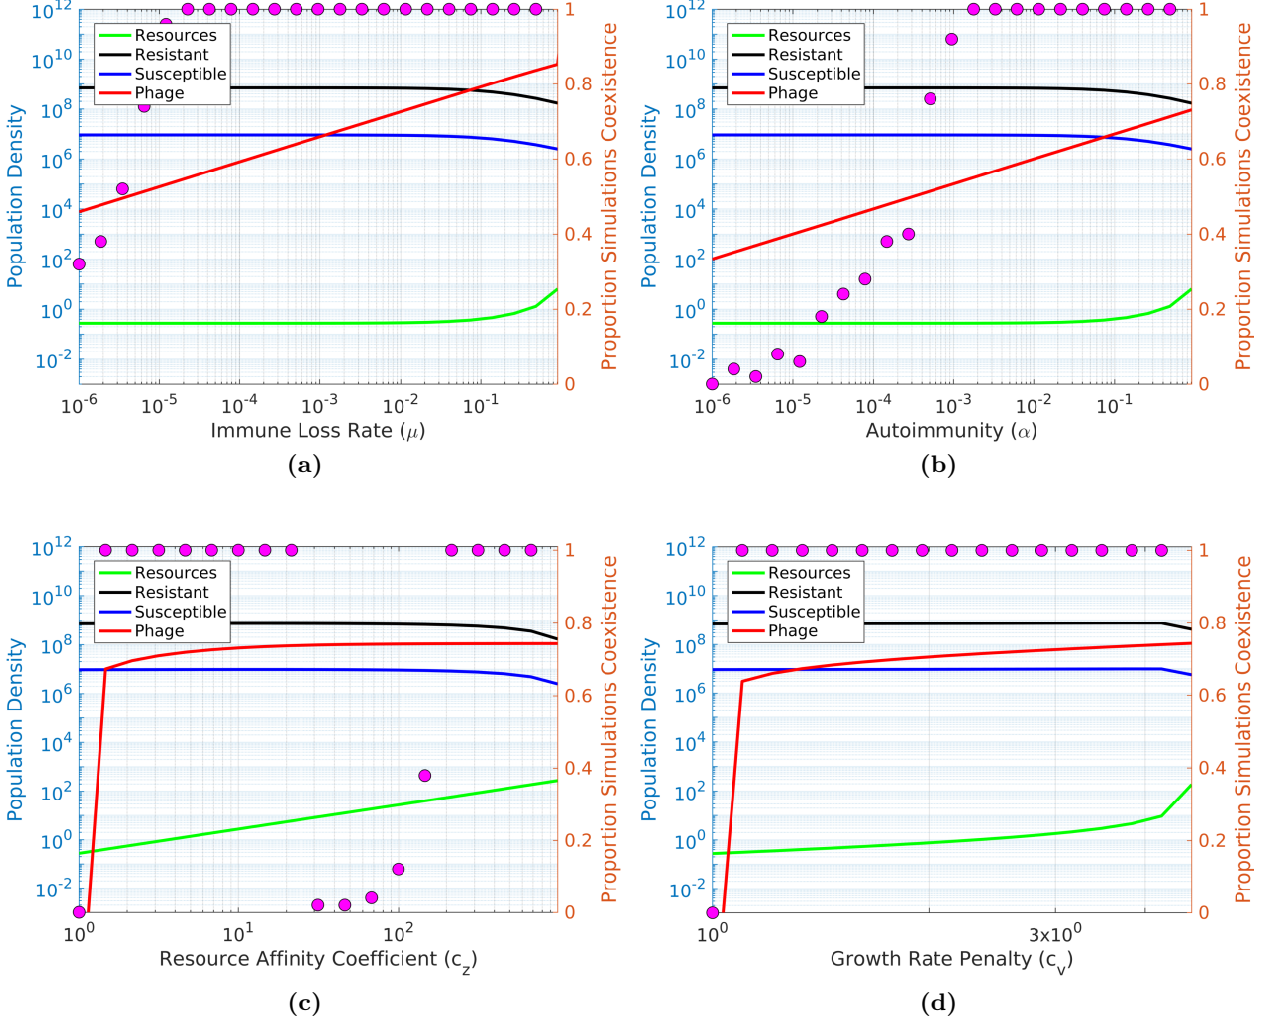 10^12
10^10
10^8
10^6
10^4
10^2
10^0
10^-2
Population Density
Resources
Resistant
Susceptible
Phage
1
0.8
0.6
0.4
0.2
0
Proportion Simulations Coexistence
10^-6
10^-5
10^-4
10^-3
10^-2
10^-1
Immune Loss Rate (μ)
(a)
10^12
10^10
10^8
10^6
10^4
10^2
10^0
10^-2
Population Density
Resources
Resistant
Susceptible
Phage
1
0.8
0.6
0.4
0.2
0
Proportion Simulations Coexistence
10^-6
10^-5
10^-4
10^-3
10^-2
10^-1
Autoimmunity (α)
(b)
10^12
10^10
10^8
10^6
10^4
10^2
10^0
10^-2
Population Density
Resources
Resistant
Susceptible
Phage
1
0.8
0.6
0.4
0.2
0
Proportion Simulations Coexistence
10^0
10^1
10^2
Resource Affinity Coefficient (c_z)
(c)
10^12
10^10
10^8
10^6
10^4
10^2
10^0
10^-2
Population Density
Resources
Resistant
Susceptible
Phage
1
0.8
0.6
0.4
0.2
0
Proportion Simulations Coexistence
10^0
3x10^0
Growth Rate Penalty (c_v)
(d)